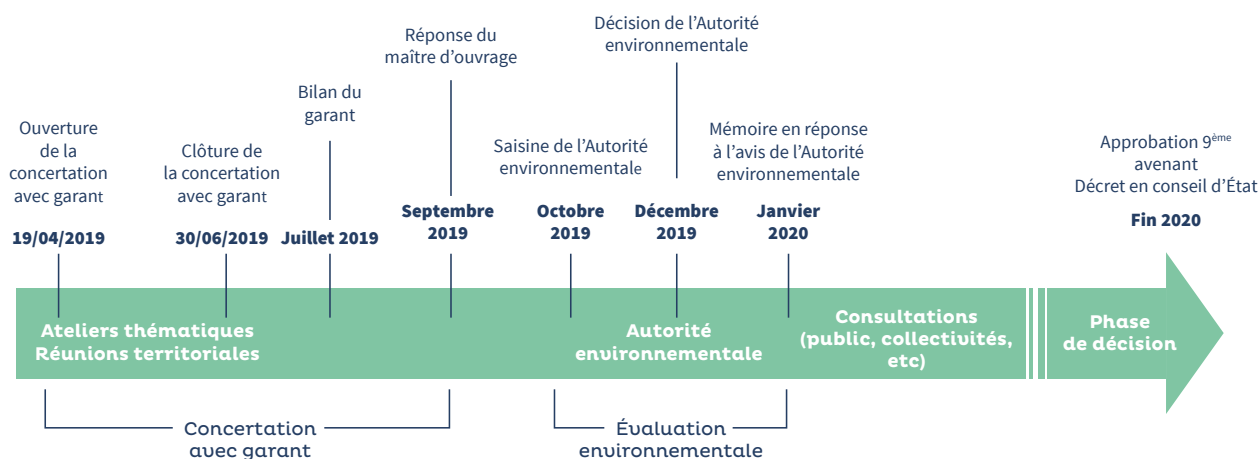 Ouverture
de la
concertation
avec garant
19/04/2019
Clôture de
la concertation
avec garant
30/06/2019
Bilan du
garant
Juillet 2019
Réponse du
maître d’ouvrage
Septembre
2019
Saisine de l’Autorité
environnementale
Octobre
2019
Décision de l’Autorité
environnementale
Décembre
2019
Mémoire en réponse
à l’avis de l’Autorité
environnementale
Janvier
2020
Approbation 9ème
avenant
Décret en conseil d’État
Fin 2020
Ateliers thématiques
Réunions territoriales
Autorité
environnementale
Consultations
(public, collectivités,
etc)
Phase
de décision
Concertation
avec garant
Évaluation
environnementale